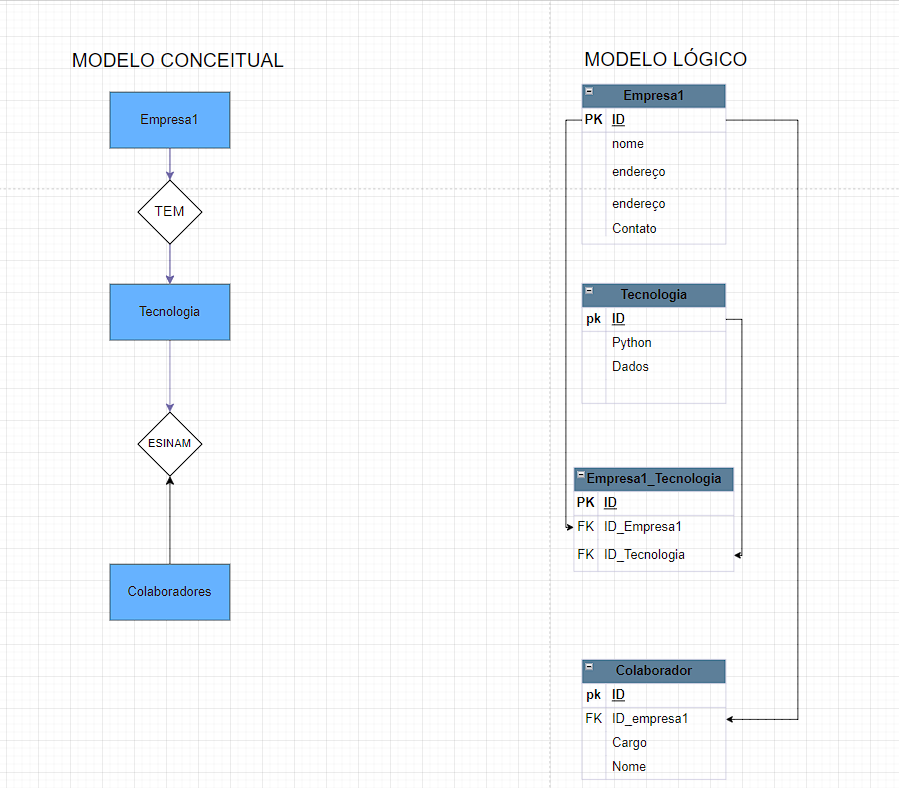 MODELO CONCEITUAL
Empresa1
TEM
Tecnologia
ESINAM
Colaboradores
MODELO LÓGICO
Empresa1
PK ID
nome
endereço
endereço
Contato
Tecnologia
pk ID
Python
Dados
Empresa1_Tecnologia
PK ID
FK ID_Empresa1
FK ID_Tecnologia
Colaborador
pk ID
FK ID_empresa1
Cargo
Nome